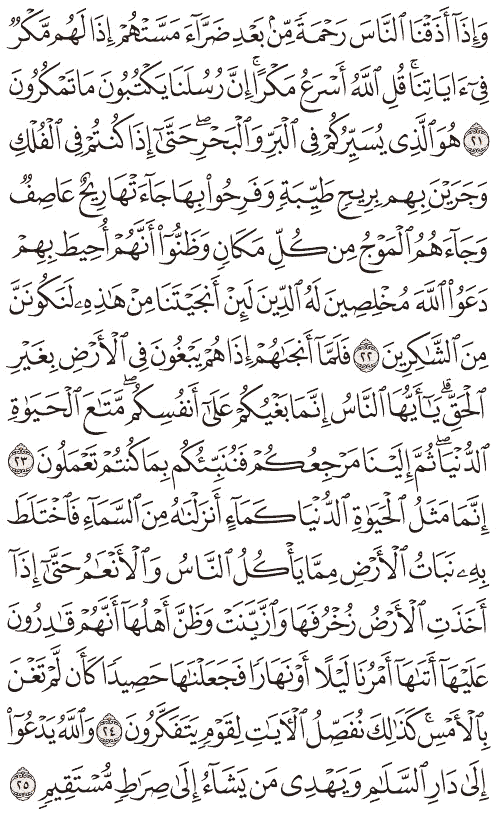 وَإِذَآ أَذَقْنَا ٱلنَّاسَ رَحْمَةً مِّنۢ بَعْدِ ضَرَّآءَ مَسَّتْهُمْ إِذَا لَهُم مَّكْرٌ
فِىٓ ءَايَاتِنَا ۚ قُلِ ٱللَّهُ أَسْرَعُ مَكْرًا ۚ إِنَّ رُسُلَنَا يَكْتُبُونَ مَا تَمْكُرُونَ
﴿٢١﴾ هُوَ ٱلَّذِى يُسَيِّرُكُمْ فِى ٱلْبَرِّ وَٱلْبَحْرِ ۖ حَتَّىٰٓ إِذَا كُنتُمْ فِى ٱلْفُلْكِ
وَجَرَيْنَ بِهِم بِرِيحٍ طَيِّبَةٍ وَفَرِحُوا۟ بِهَا جَآءَتْهَا رِيحٌ عَاصِفٌ
وَجَآءَهُمُ ٱلْمَوْجُ مِن كُلِّ مَكَانٍ وَظَنُّوٓا۟ أَنَّهُمْ أُحِيطَ بِهِمْ
دَعَوُا۟ ٱللَّهَ مُخْلِصِينَ لَهُ ٱلدِّينَ لَئِنْ أَنجَيْتَنَا مِنْ هَـٰذِهِۦ لَنَكُونَنَّ
مِنَ ٱلشَّـٰكِرِينَ ﴿٢٢﴾ فَلَمَّآ أَنجَىٰهُمْ إِذَا هُمْ يَبْغُونَ فِى ٱلْأَرْضِ بِغَيْرِ
ٱلْحَقِّ ۗ يَـٰٓأَيُّهَا ٱلنَّاسُ إِنَّمَا بَغْيُكُمْ عَلَىٰٓ أَنفُسِكُم ۖ مَّتَـٰعَ ٱلْحَيَوٰةِ
ٱلدُّنْيَا ۖ ثُمَّ إِلَيْنَا مَرْجِعُكُمْ فَنُنَبِّئُكُم بِمَا كُنتُمْ تَعْمَلُونَ ﴿٢٣﴾
إِنَّمَا مَثَلُ ٱلْحَيَوٰةِ ٱلدُّنْيَا كَمَآءٍ أَنزَلْنَـٰهُ مِنَ ٱلسَّمَآءِ فَٱخْتَلَطَ
بِهِۦ نَبَاتُ ٱلْأَرْضِ مِمَّا يَأْكُلُ ٱلنَّاسُ وَٱلْأَنْعَـٰمُ حَتَّىٰٓ إِذَآ
أَخَذَتِ ٱلْأَرْضُ زُخْرُفَهَا وَٱزَّيَّنَتْ وَظَنَّ أَهْلُهَآ أَنَّهُمْ قَـٰدِرُونَ
عَلَيْهَآ أَتَىٰهَآ أَمْرُنَا لَيْلًا أَوْ نَهَارًا فَجَعَلْنَـٰهَا حَصِيدًا كَأَن لَّمْ تَغْنَ
بِٱلْأَمْسِ ۚ كَذَٰلِكَ نُفَصِّلُ ٱلْـَٔايَـٰتِ لِقَوْمٍ يَتَفَكَّرُونَ ﴿٢٤﴾ وَٱللَّهُ يَدْعُوٓا۟
إِلَىٰ دَارِ ٱلسَّلَـٰمِ وَيَهْدِى مَن يَشَآءُ إِلَىٰ صِرَٰطٍ مُّسْتَقِيمٍ ﴿٢٥﴾